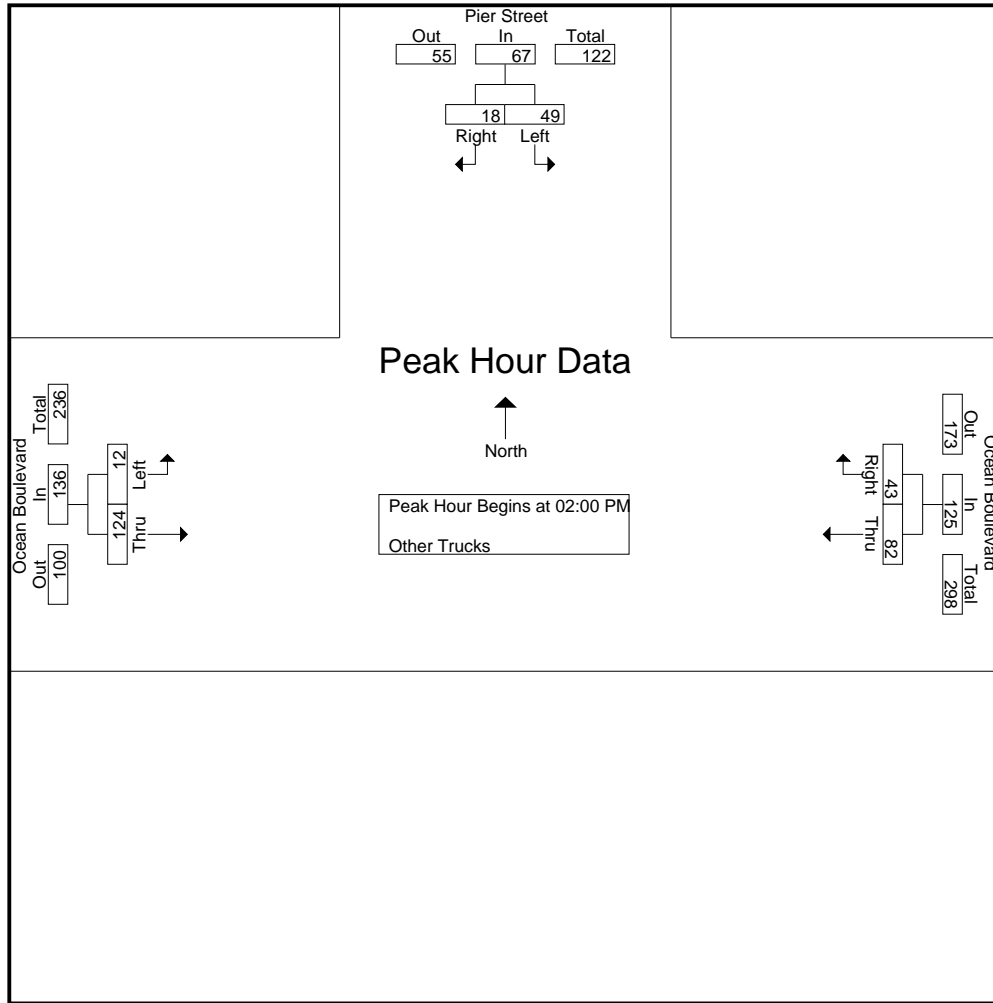 Pier Street
Out In Total
55 67 122
18 49
Right Left
Peak Hour Data
North
Peak Hour Begins at 02:00 PM
Other Trucks
Ocean Boulevard
Out In Total
100 136 236
Left Thru
12 124
Ocean Boulevard
Out In Total
173 125 298
Right Thru
43 82